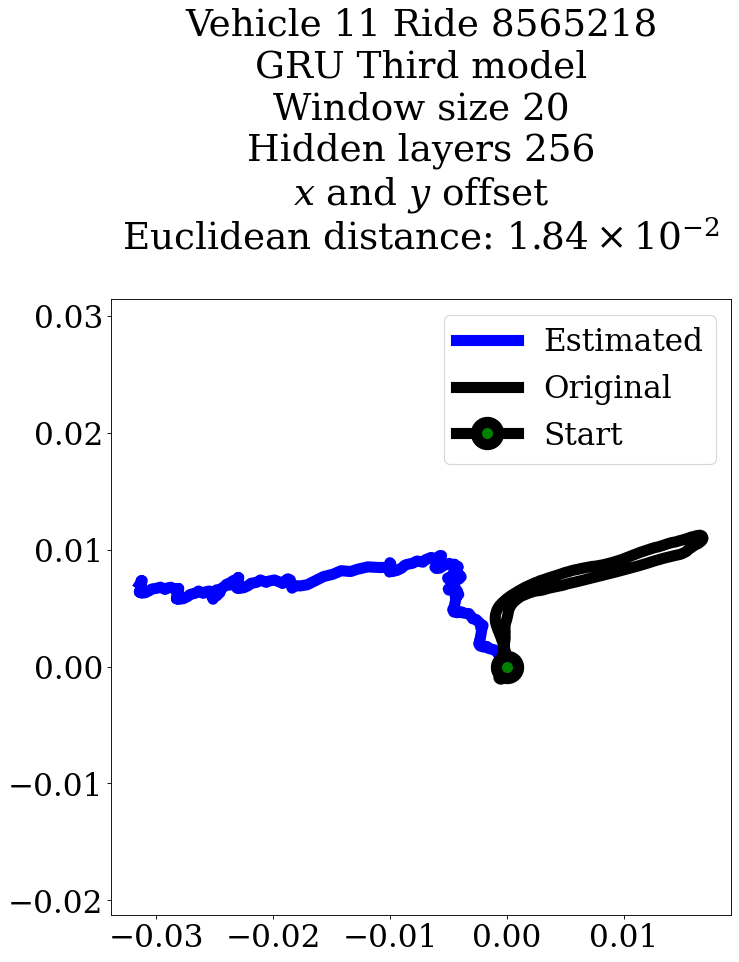 Vehicle 11 Ride 8565218
GRU Third model
Window size 20
Hidden layers 256
x and y offset
Euclidean distance: 1.84 × 10⁻²
Estimated
Original
Start
0.03
0.02
0.01
0.00
−0.01
−0.02
−0.03
−0.02
−0.01
0.00
0.01